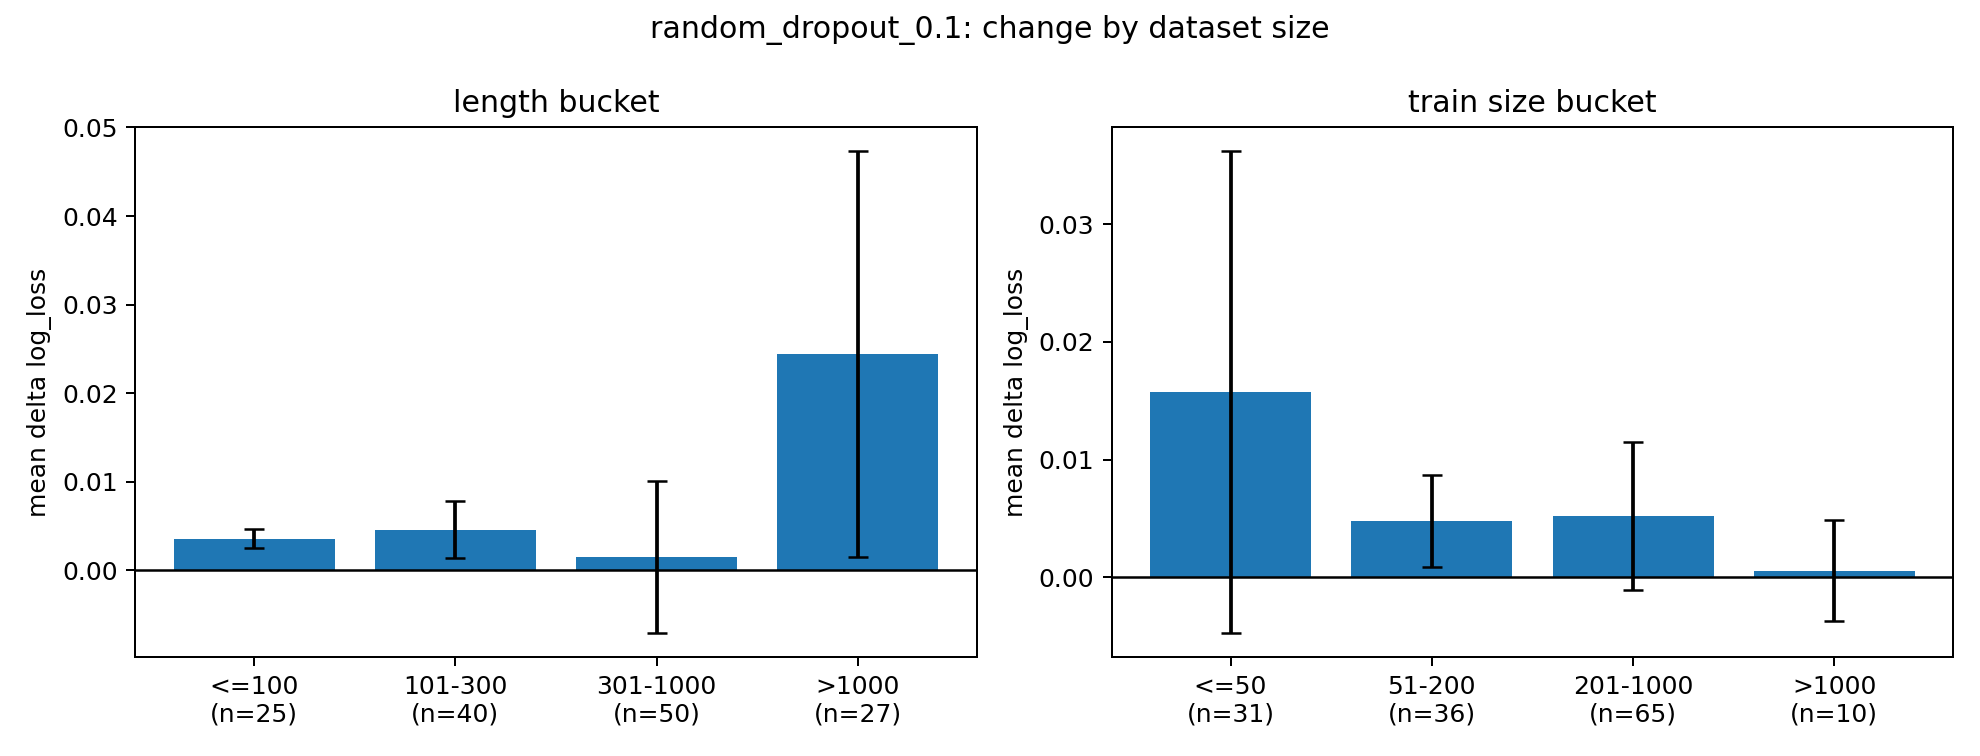 random_dropout_0.1: change by dataset size
length bucket
mean delta log_loss
0.05
0.04
0.03
0.02
0.01
0.00
<=100 101-300 301-1000 >1000
(n=25) (n=40) (n=50) (n=27)
train size bucket
mean delta log_loss
0.03
0.02
0.01
0.00
<=50 51-200 201-1000 >1000
(n=31) (n=36) (n=65) (n=10)